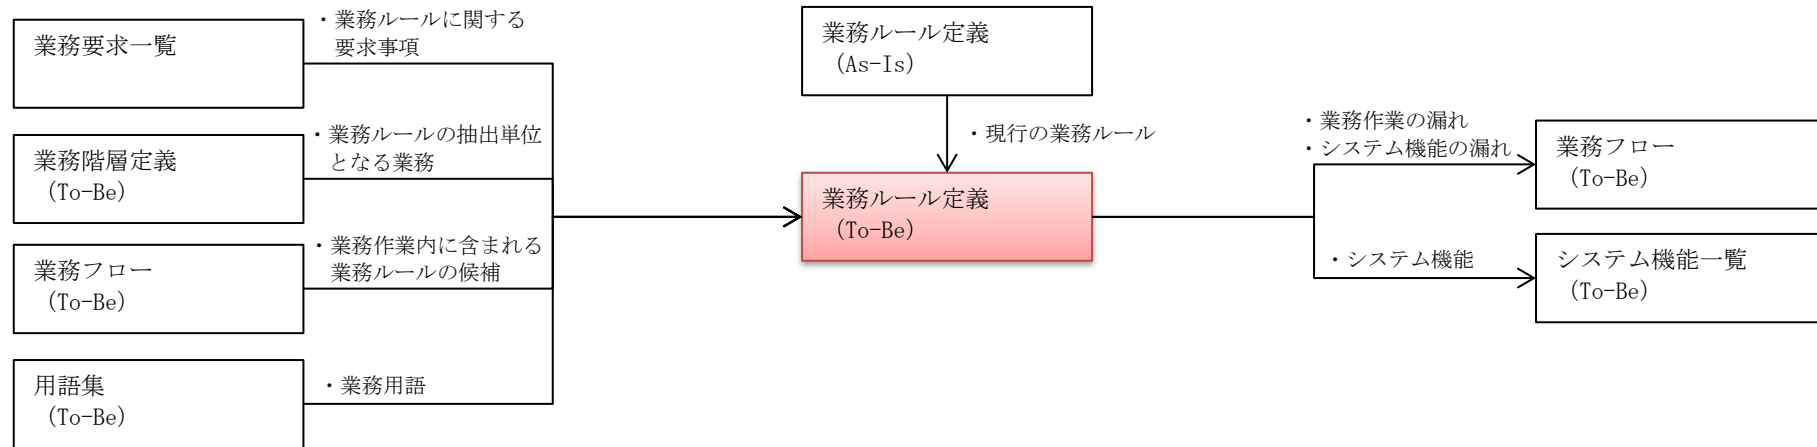 業務要求一覧
・業務ルールに関する
要求事項
業務階層定義
(To-Be)
・業務ルールの抽出単位
となる業務
業務フロー
(To-Be)
・業務作業内に含まれる
業務ルールの候補
用語集
(To-Be)
・業務用語
業務ルール定義
(As-Is)
・現行の業務ルール
業務ルール定義
(To-Be)
・業務作業の漏れ
・システム機能の漏れ
業務フロー
(To-Be)
・システム機能
システム機能一覧
(To-Be)